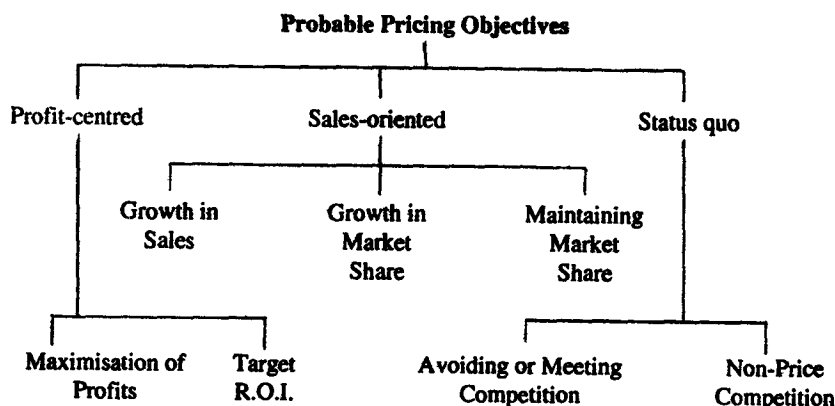 Probable Pricing Objectives
Profit-centred
Sales-oriented
Status quo
Growth in
Sales
Growth in
Market
Share
Maintaining
Market
Share
Maximisation of
Profits
Target
R.O.I.
Avoiding or Meeting
Competition
Non-Price
Competition